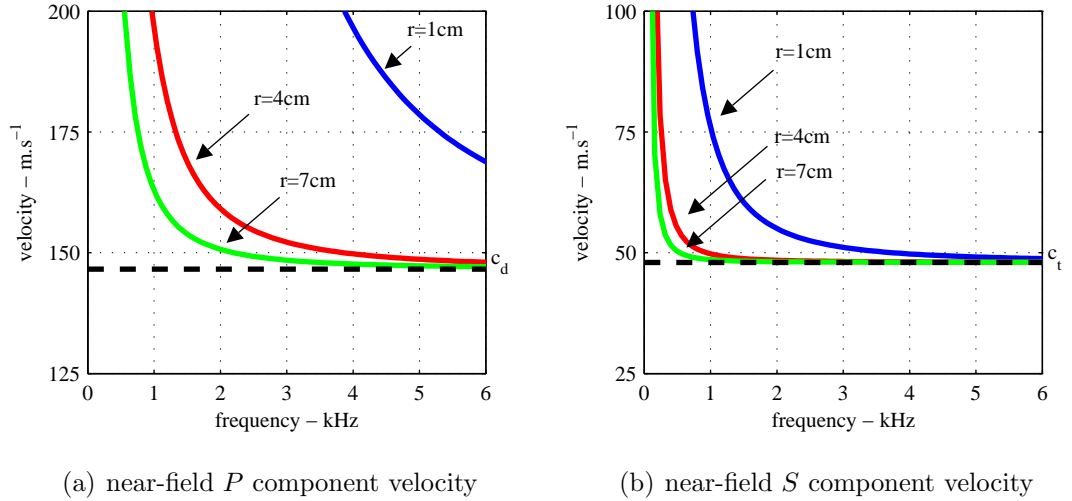 200
175
150
125
velocity – m.s⁻¹
r=1cm
r=4cm
r=7cm
c_d
0 1 2 3 4 5 6
frequency – kHz
(a) near-field P component velocity
100
75
50
25
velocity – m.s⁻¹
r=1cm
r=4cm
r=7cm
c_t
0 1 2 3 4 5 6
frequency – kHz
(b) near-field S component velocity